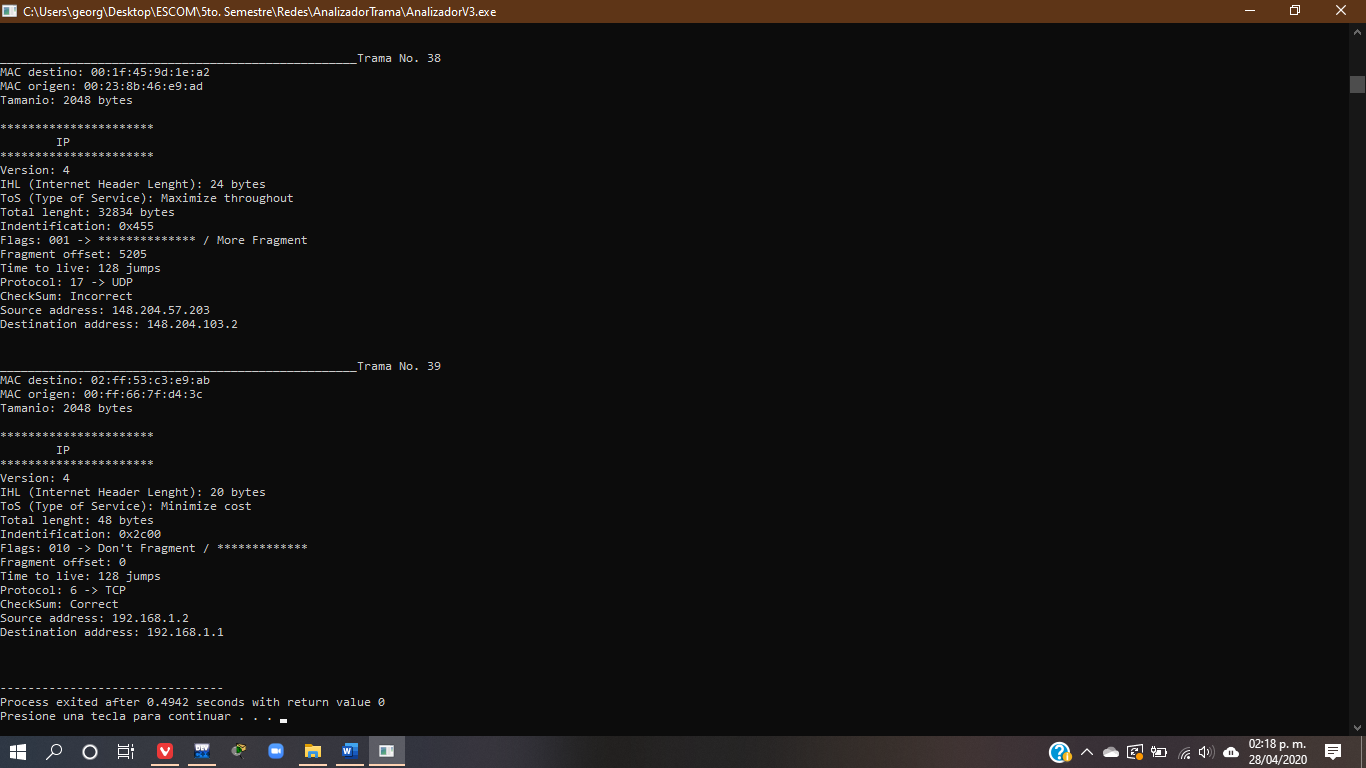 C:\Users\georg\Desktop\ESCOM\5to. Semestre\Redes\AnalizadorTrama\AnalizadorV3.exe
___________________________________________________Trama No. 38
MAC destino: 00:1f:45:9d:1e:a2
MAC origen: 00:23:8b:46:e9:ad
Tamanio: 2048 bytes
**********************
IP
**********************
Version: 4
IHL (Internet Header Lenght): 24 bytes
ToS (Type of Service): Maximize throughout
Total lenght: 32834 bytes
Indentification: 0x455
Flags: 001 -> ************** / More Fragment
Fragment offset: 5205
Time to live: 128 jumps
Protocol: 17 -> UDP
CheckSum: Incorrect
Source address: 148.204.57.203
Destination address: 148.204.103.2
___________________________________________________Trama No. 39
MAC destino: 02:ff:53:c3:e9:ab
MAC origen: 00:ff:66:7f:d4:3c
Tamanio: 2048 bytes
**********************
IP
**********************
Version: 4
IHL (Internet Header Lenght): 20 bytes
ToS (Type of Service): Minimize cost
Total lenght: 48 bytes
Indentification: 0x2c00
Flags: 010 -> Don't Fragment / *************
Fragment offset: 0
Time to live: 128 jumps
Protocol: 6 -> TCP
CheckSum: Correct
Source address: 192.168.1.2
Destination address: 192.168.1.1
--------------------------------
Process exited after 0.4942 seconds with return value 0
Presione una tecla para continuar . . .
DEV
02:18 p. m.
28/04/2020